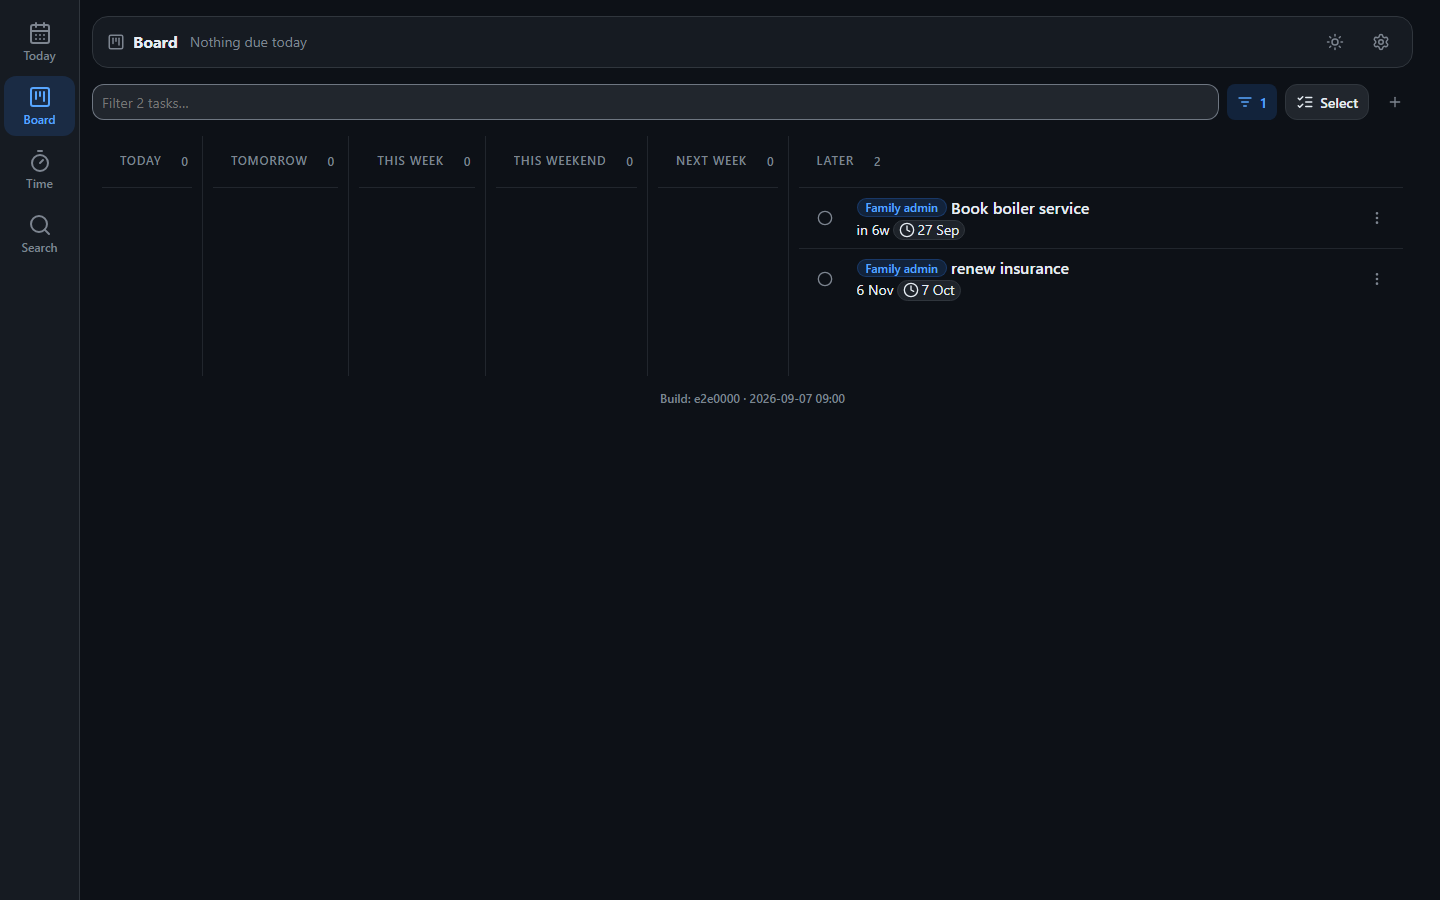 Today
Board
Time
Search
Board Nothing due today
Filter 2 tasks...
1
Select
TODAY 0
TOMORROW 0
THIS WEEK 0
THIS WEEKEND 0
NEXT WEEK 0
LATER 2
Family admin Book boiler service
in 6w 27 Sep
Family admin renew insurance
6 Nov 7 Oct
Build: e2e0000 · 2026-09-07 09:00